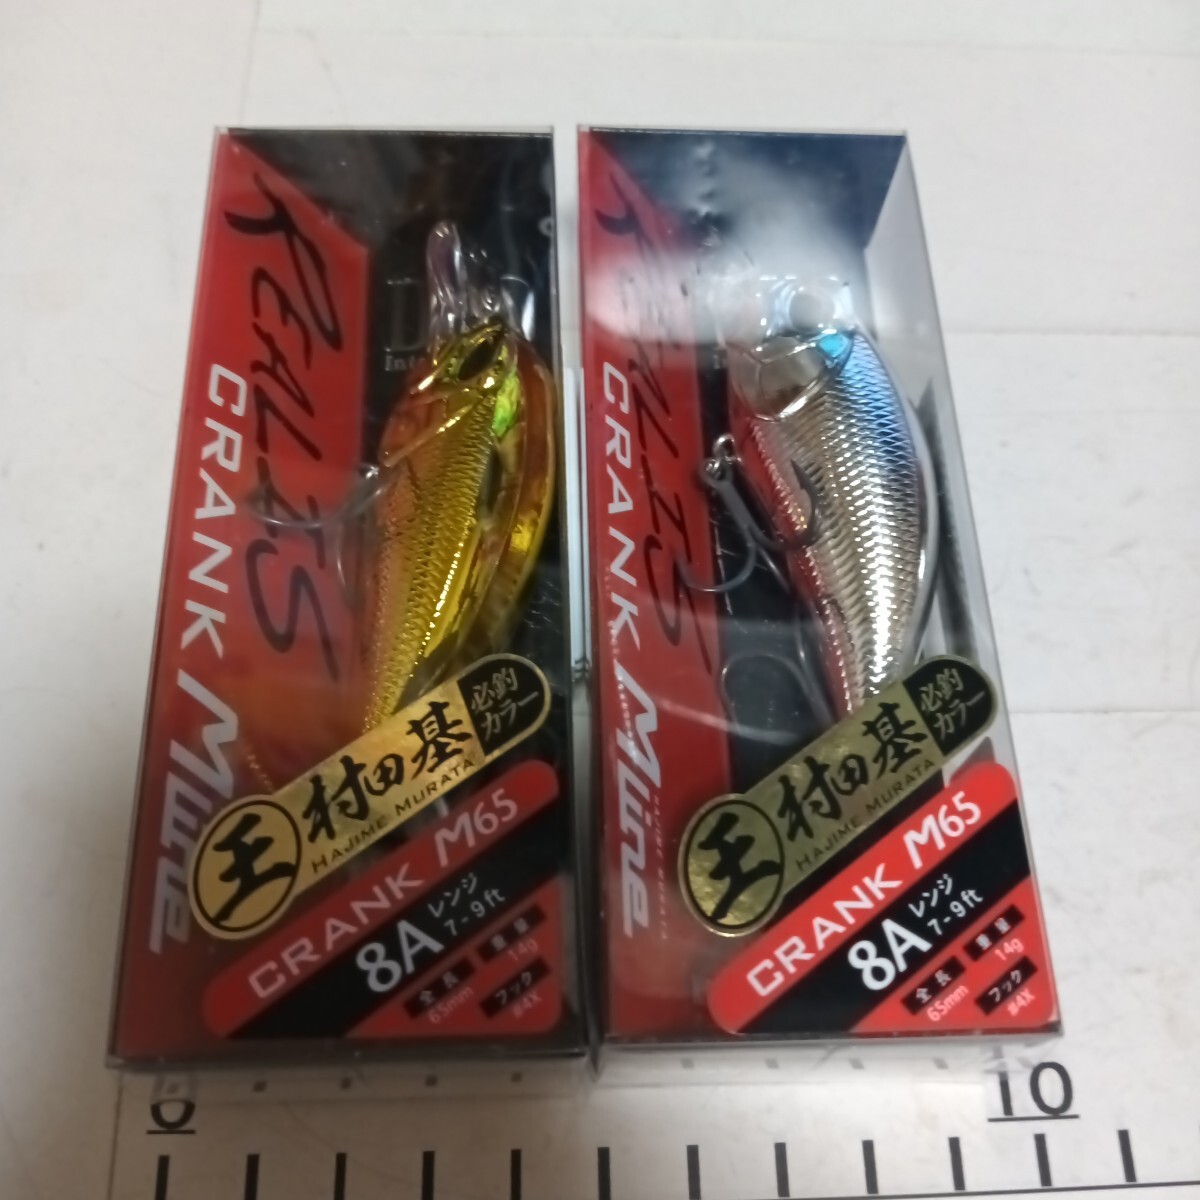 REALIS
CRANK Mwne
必釣
カラー
王 村田基
HAJIME MURATA
CRANK M65
8A
レンジ
7-9ft
全長
65mm
重量
14g
フック
#4X
REALIS
CRANK Mwne
必釣
カラー
王 村田基
HAJIME MURATA
CRANK M65
8A
レンジ
7-9ft
全長
65mm
重量
14g
フック
#4X
0
10